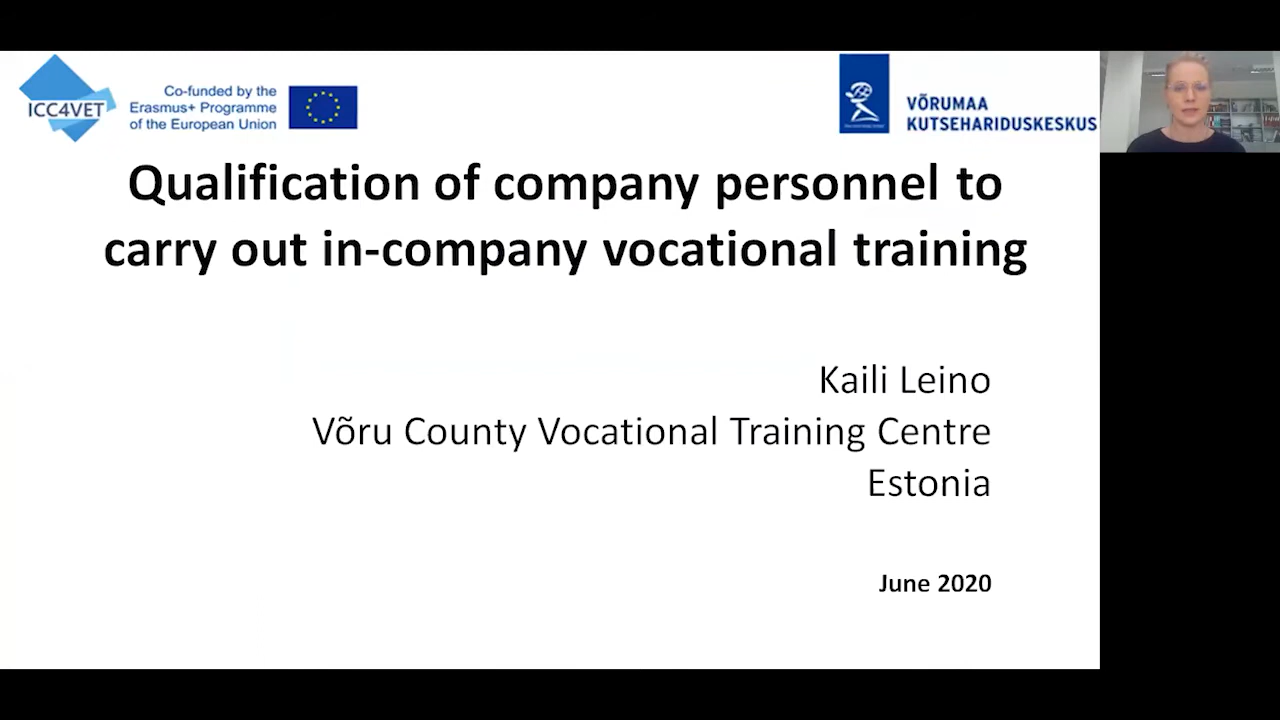 ICC4VET
Co-funded by the
Erasmus+ Programme
of the European Union
VÕRUMAA
KUTSEHARIDUSKESKUS
Qualification of company personnel to
carry out in-company vocational training
Kaili Leino
Võru County Vocational Training Centre
Estonia
June 2020